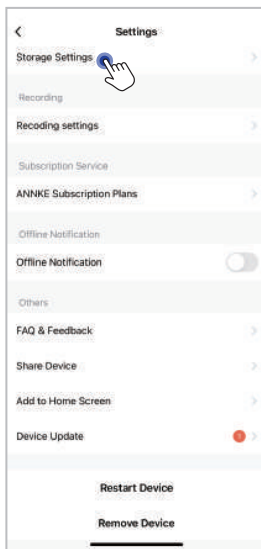 Settings
Storage Settings
Recording
Recoding settings
Subscription Service
ANNKE Subscription Plans
Offline Notification
Offline Notification
Others
FAQ & Feedback
Share Device
Add to Home Screen
Device Update
Restart Device
Remove Device